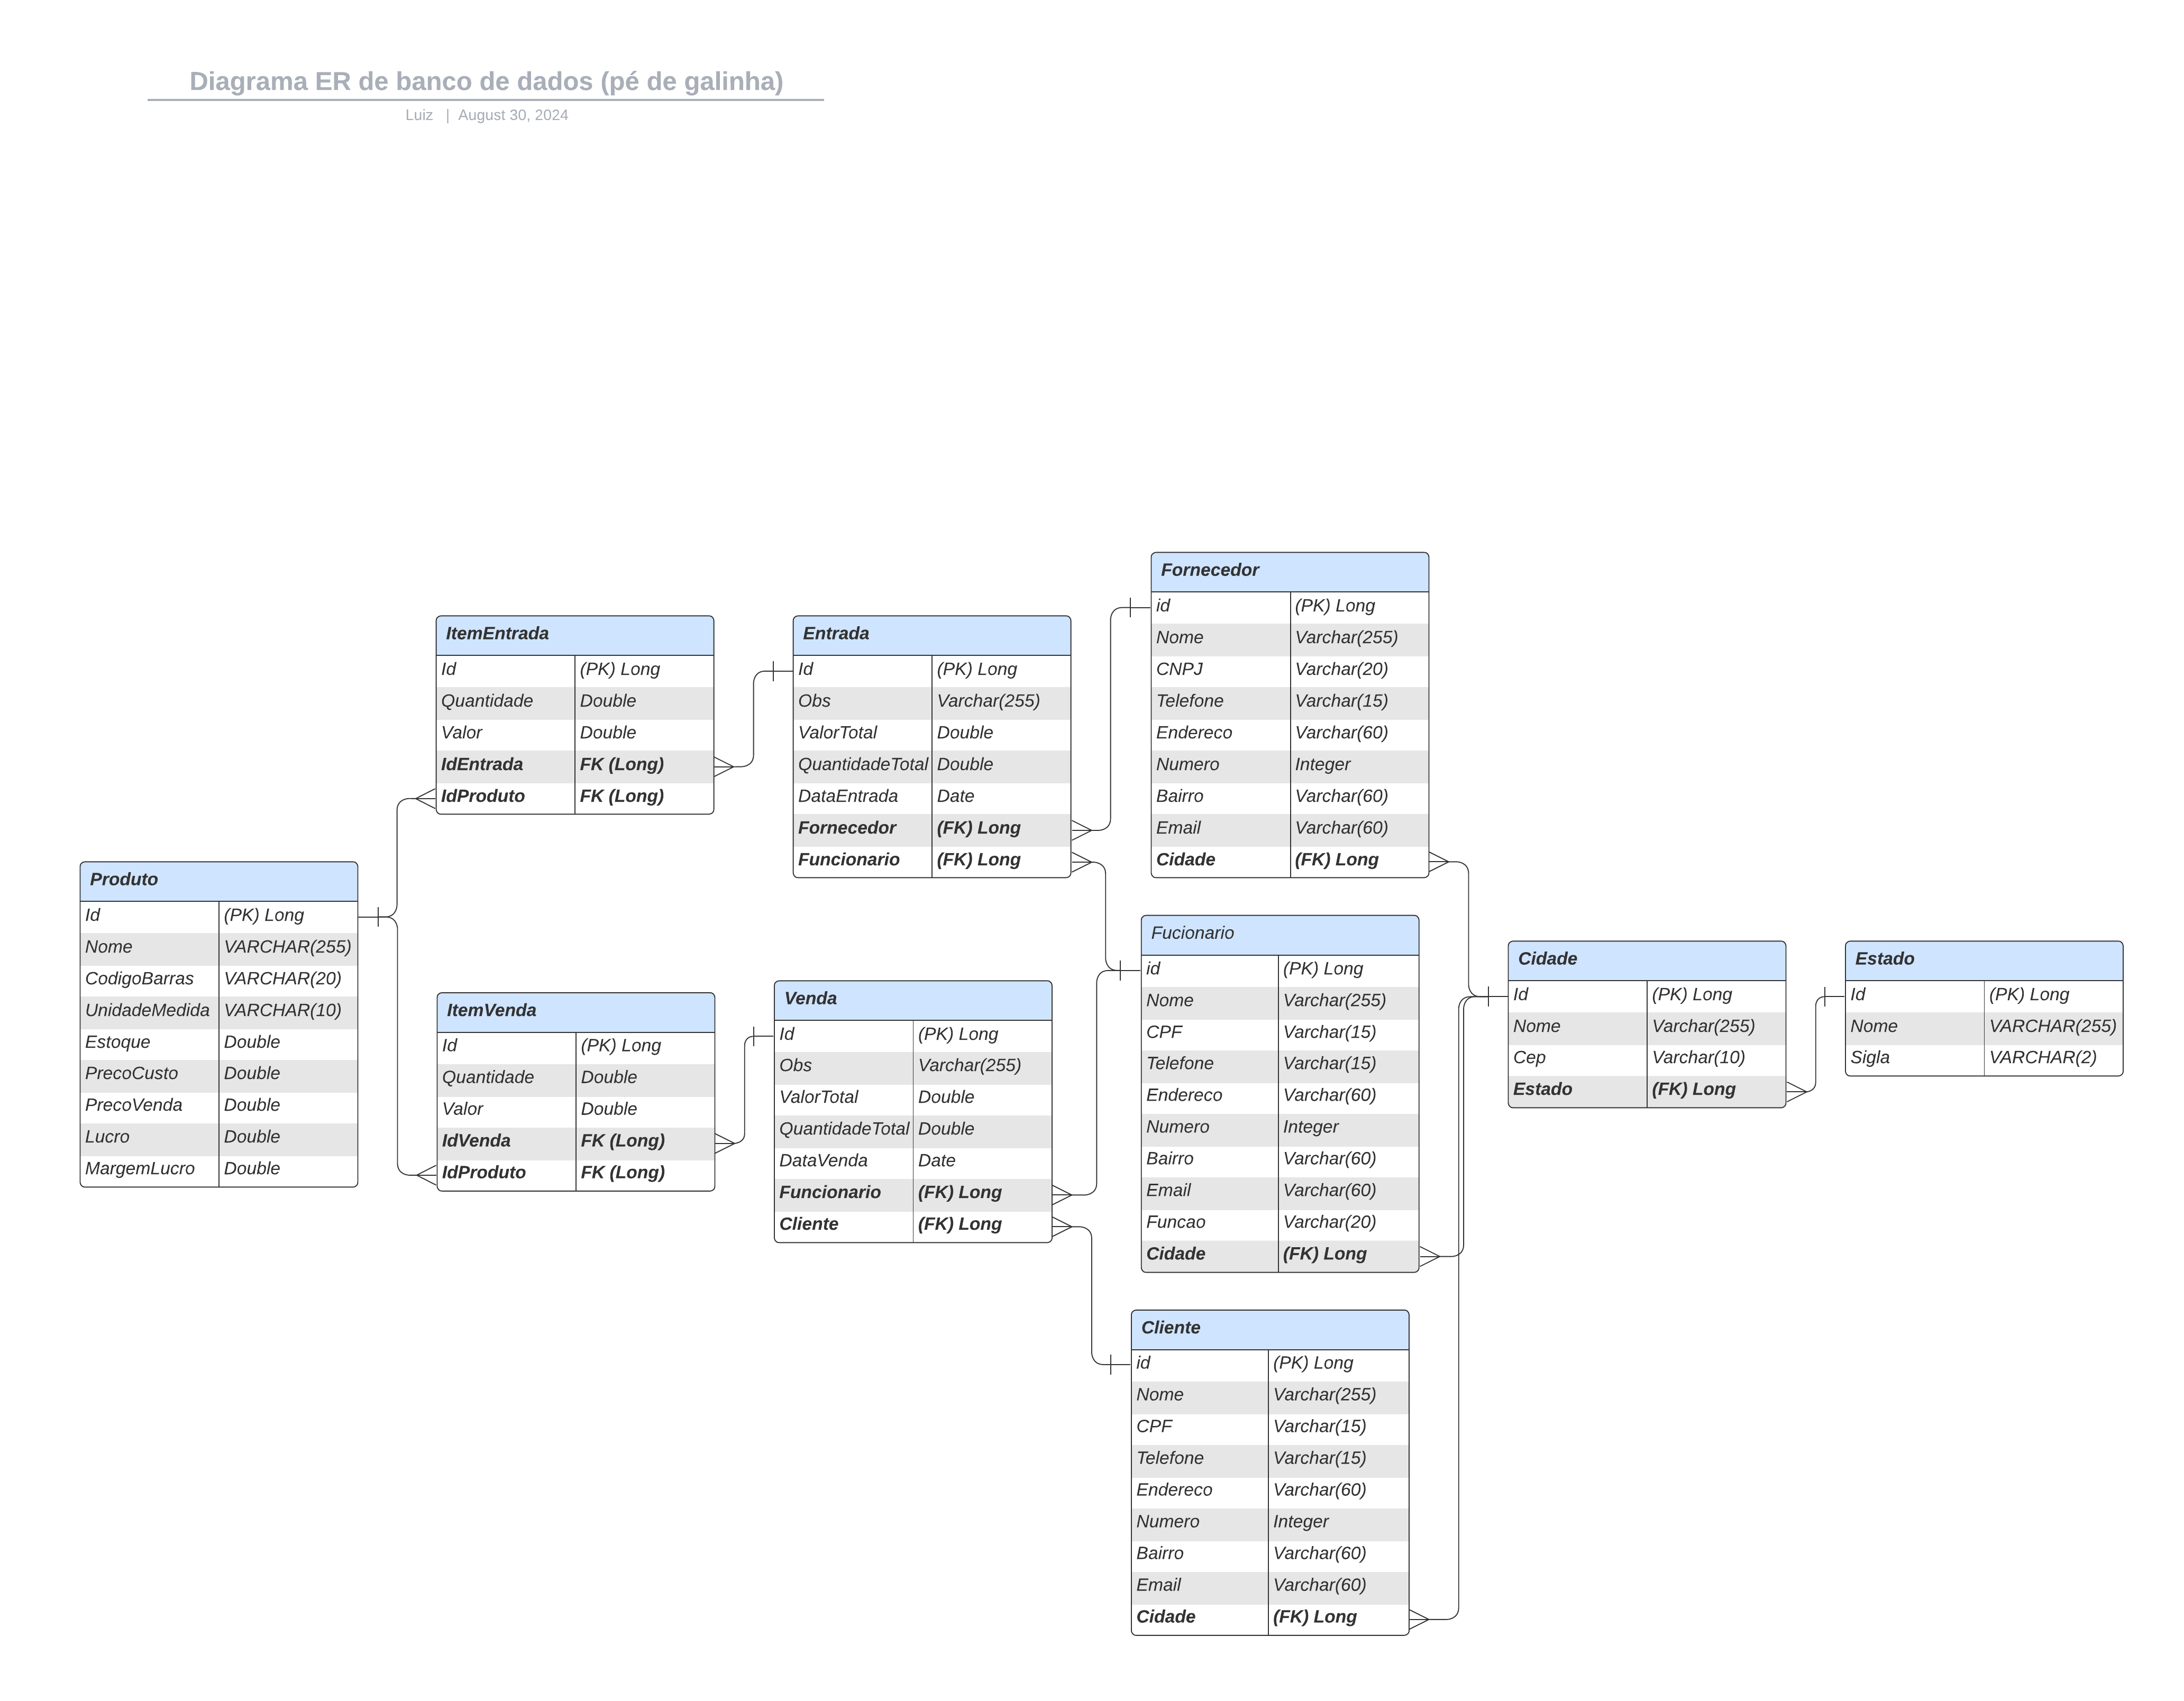 Diagrama ER de banco de dados (pé de galinha)
Luiz | August 30, 2024
Fornecedor
id (PK) Long
Nome Varchar(255)
CNPJ Varchar(20)
Telefone Varchar(15)
Endereco Varchar(60)
Numero Integer
Bairro Varchar(60)
Email Varchar(60)
Cidade (FK) Long
ItemEntrada
Id (PK) Long
Quantidade Double
Valor Double
IdEntrada FK (Long)
IdProduto FK (Long)
Entrada
Id (PK) Long
Obs Varchar(255)
ValorTotal Double
QuantidadeTotal Double
DataEntrada Date
Fornecedor (FK) Long
Funcionario (FK) Long
Produto
Id (PK) Long
Nome VARCHAR(255)
CodigoBarras VARCHAR(20)
UnidadeMedida VARCHAR(10)
Estoque Double
PrecoCusto Double
PrecoVenda Double
Lucro Double
MargemLucro Double
ItemVenda
Id (PK) Long
Quantidade Double
Valor Double
IdVenda FK (Long)
IdProduto FK (Long)
Venda
Id (PK) Long
Obs Varchar(255)
ValorTotal Double
QuantidadeTotal Double
DataVenda Date
Funcionario (FK) Long
Cliente (FK) Long
Fucionario
id (PK) Long
Nome Varchar(255)
CPF Varchar(15)
Telefone Varchar(15)
Endereco Varchar(60)
Numero Integer
Bairro Varchar(60)
Email Varchar(60)
Funcao Varchar(20)
Cidade (FK) Long
Cidade
Id (PK) Long
Nome Varchar(255)
Cep Varchar(10)
Estado (FK) Long
Estado
Id (PK) Long
Nome VARCHAR(255)
Sigla VARCHAR(2)
Cliente
id (PK) Long
Nome Varchar(255)
CPF Varchar(15)
Telefone Varchar(15)
Endereco Varchar(60)
Numero Integer
Bairro Varchar(60)
Email Varchar(60)
Cidade (FK) Long